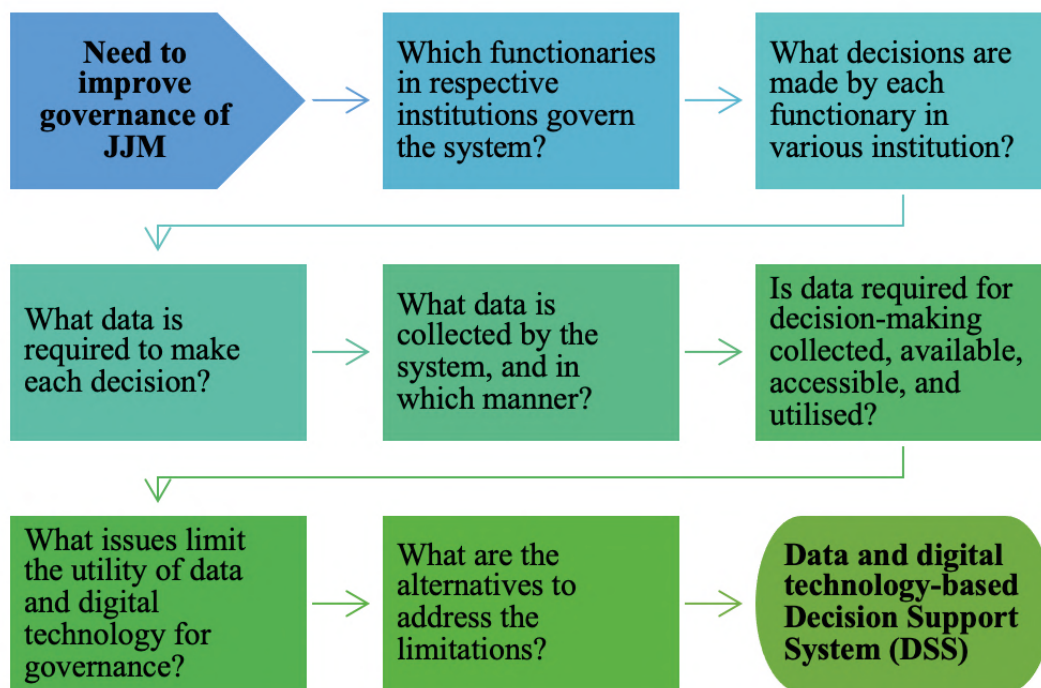 Need to
improve
governance of
JJM
Which functionaries
in respective
institutions govern
the system?
What decisions are
made by each
functionary in
various institution?
What data is
required to make
each decision?
What data is
collected by the
system, and in
which manner?
Is data required for
decision-making
collected, available,
accessible, and
utilised?
What issues limit
the utility of data
and digital
technology for
governance?
What are the
alternatives to
address the
limitations?
Data and digital
technology-based
Decision Support
System (DSS)